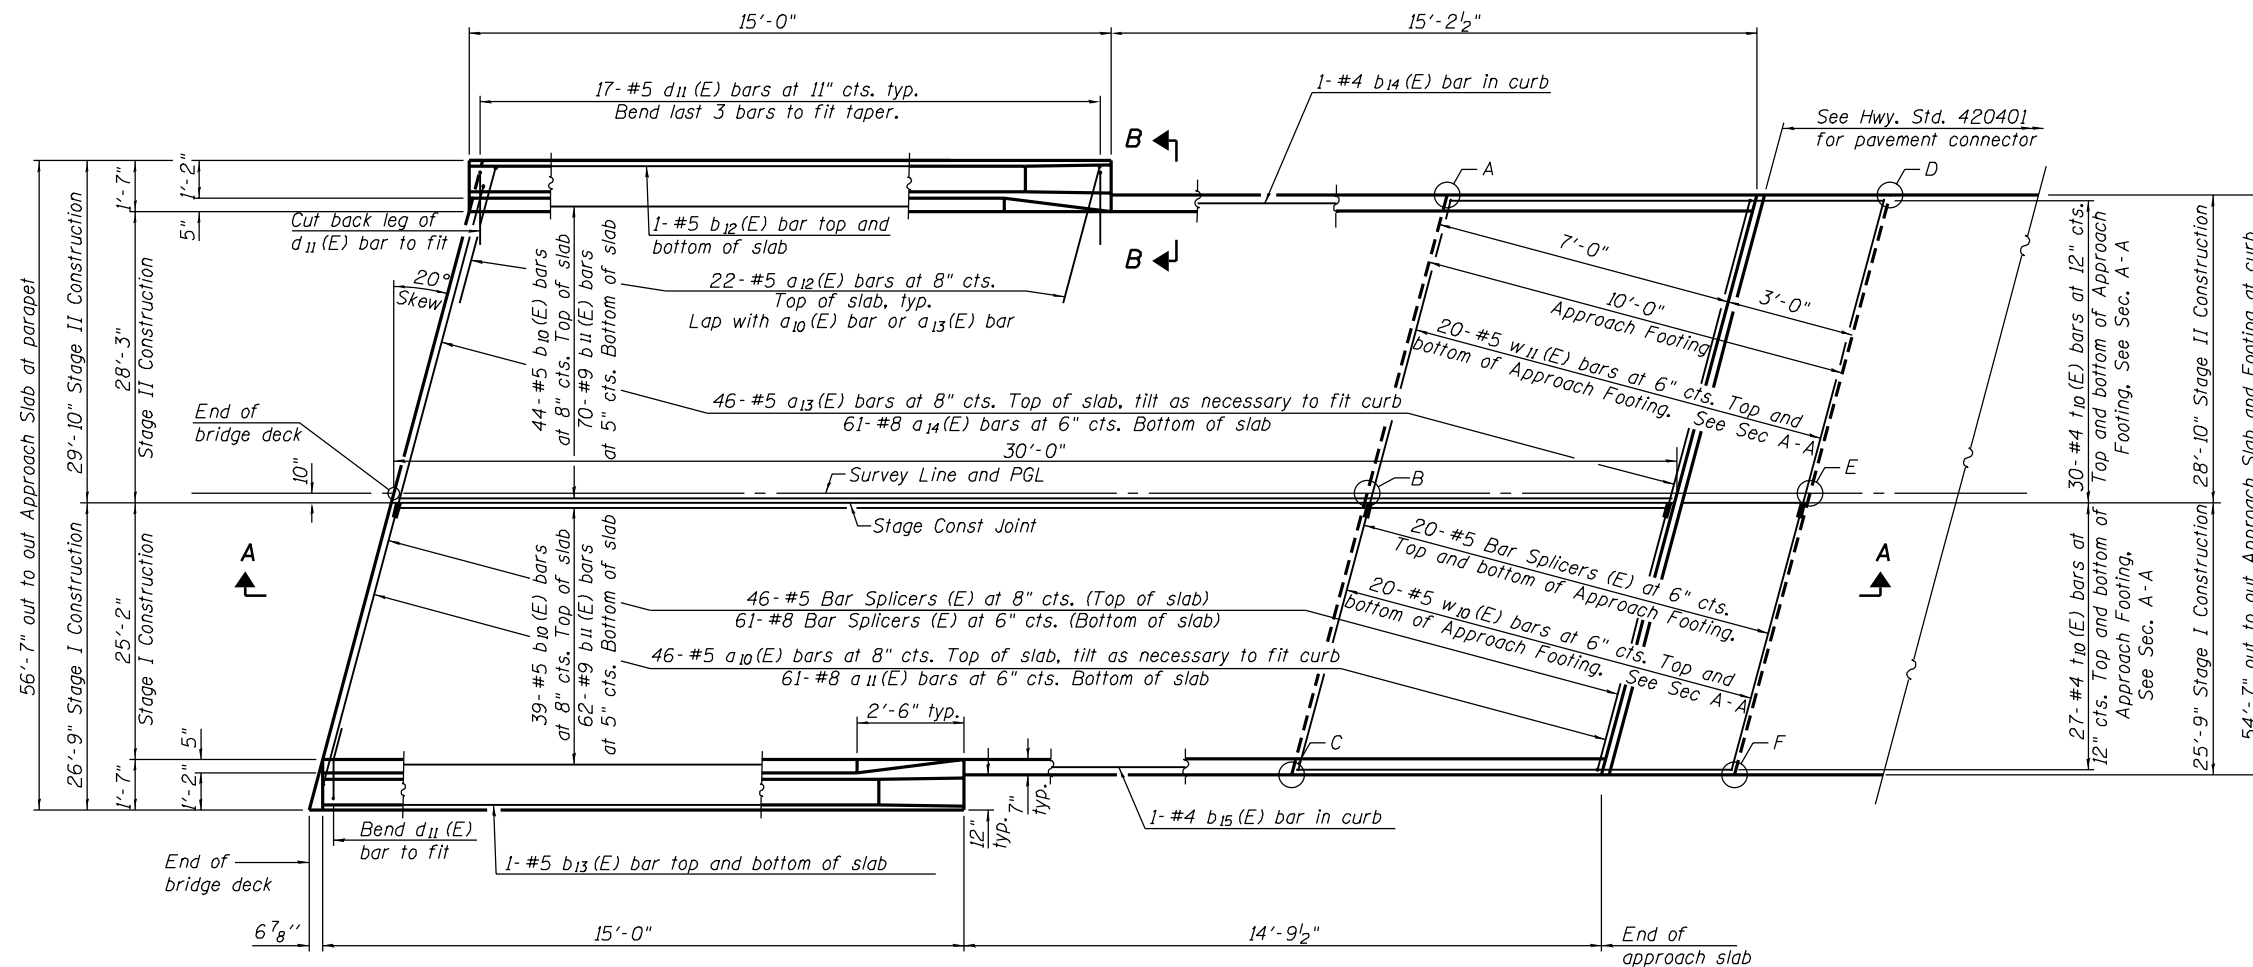 15'-0"
15'-2 1/2"
17- #5 d11 (E) bars at 11" cts. typ.
Bend last 3 bars to fit taper.
1- #4 b14 (E) bar in curb
See Hwy. Std. 420401
for pavement connector
B
B
A
D
56'-7" out to out Approach Slab at parapet
29'-10" Stage II Construction
1'-7"
1'-2"
5"
28'-3"
Stage II Construction
Cut back leg of
d11 (E) bar to fit
20°
Skew
1- #5 b12 (E) bar top and
bottom of slab
22- #5 a12 (E) bars at 8" cts.
Top of slab, typ.
Lap with a10 (E) bar or a13 (E) bar
44- #5 b10 (E) bars
at 8" cts. Top of slab
70- #9 b11 (E) bars
at 5" cts. Bottom of slab
7'-0"
3'-0"
10'-0"
Approach Footing
20- #5 w11 (E) bars at 6" cts. Top and
bottom of Approach Footing. See Sec A-A
30- #4 t10 (E) bars at 12" cts.
Top and bottom of Approach
Footing. See Sec. A-A
28'-10" Stage II Construction
54'-7" out to out Approach Slab and Footing at curb
46- #5 a13 (E) bars at 8" cts. Top of slab, tilt as necessary to fit curb
61- #8 a14 (E) bars at 6" cts. Bottom of slab
End of
bridge deck
30'-0"
10"
Survey Line and PGL
B
E
Stage Const Joint
A
A
26'-9" Stage I Construction
25'-2"
Stage I Construction
39- #5 b10 (E) bars
at 8" cts. Top of slab
62- #9 b11 (E) bars
at 5" cts. Bottom of slab
20- #5 Bar Splicers (E) at 6" cts.
Top and bottom of Approach Footing.
46- #5 Bar Splicers (E) at 8" cts. (Top of slab)
61- #8 Bar Splicers (E) at 6" cts. (Bottom of slab)
20- #5 w10 (E) bars at 6" cts. Top and
bottom of Approach Footing. See Sec A-A
46- #5 a10 (E) bars at 8" cts. Top of slab, tilt as necessary to fit curb
61- #8 a11 (E) bars at 6" cts. Bottom of slab
27- #4 t10 (E) bars at
12" cts. Top and bottom of
Approach Footing.
See Sec. A-A
25'-9" Stage I Construction
5"
1'-7"
1'-2"
2'-6" typ.
C
F
7"
typ.
12"
typ.
1- #4 b15 (E) bar in curb
Bend d11 (E)
bar to fit
End of
bridge deck
1- #5 b13 (E) bar top and bottom of slab
6 7/8''
15'-0"
14'-9 1/2"
End of
approach slab